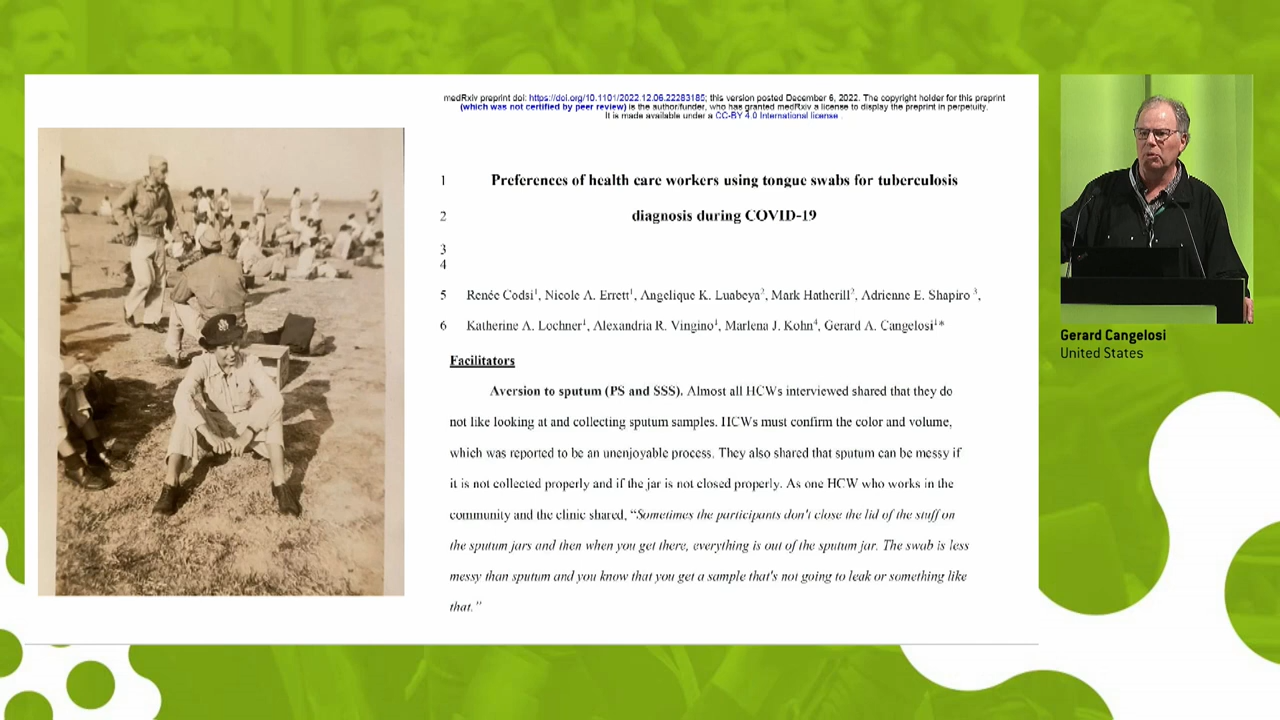 medRxiv preprint doi: https://doi.org/10.1101/2022.12.06.22283185; this version posted December 6, 2022. The copyright holder for this preprint
(which was not certified by peer review) is the author/funder, who has granted medRxiv a license to display the preprint in perpetuity.
It is made available under a CC-BY 4.0 International license .
1 Preferences of health care workers using tongue swabs for tuberculosis
2 diagnosis during COVID-19
3
4
5 Renée Codsi1, Nicole A. Errett1, Angelique K. Luabeya2, Mark Hatherill2, Adrienne E. Shapiro 3,
6 Katherine A. Lochner1, Alexandria R. Vingino1, Marlena J. Kohn4, Gerard A. Cangelosi1*
Facilitators
Aversion to sputum (PS and SSS). Almost all HCWs interviewed shared that they do
not like looking at and collecting sputum samples. HCWs must confirm the color and volume,
which was reported to be an unenjoyable process. They also shared that sputum can be messy if
it is not collected properly and if the jar is not closed properly. As one HCW who works in the
community and the clinic shared, “Sometimes the participants don't close the lid of the stuff on
the sputum jars and then when you get there, everything is out of the sputum jar. The swab is less
messy than sputum and you know that you get a sample that's not going to leak or something like
that.”
Gerard Cangelosi
United States